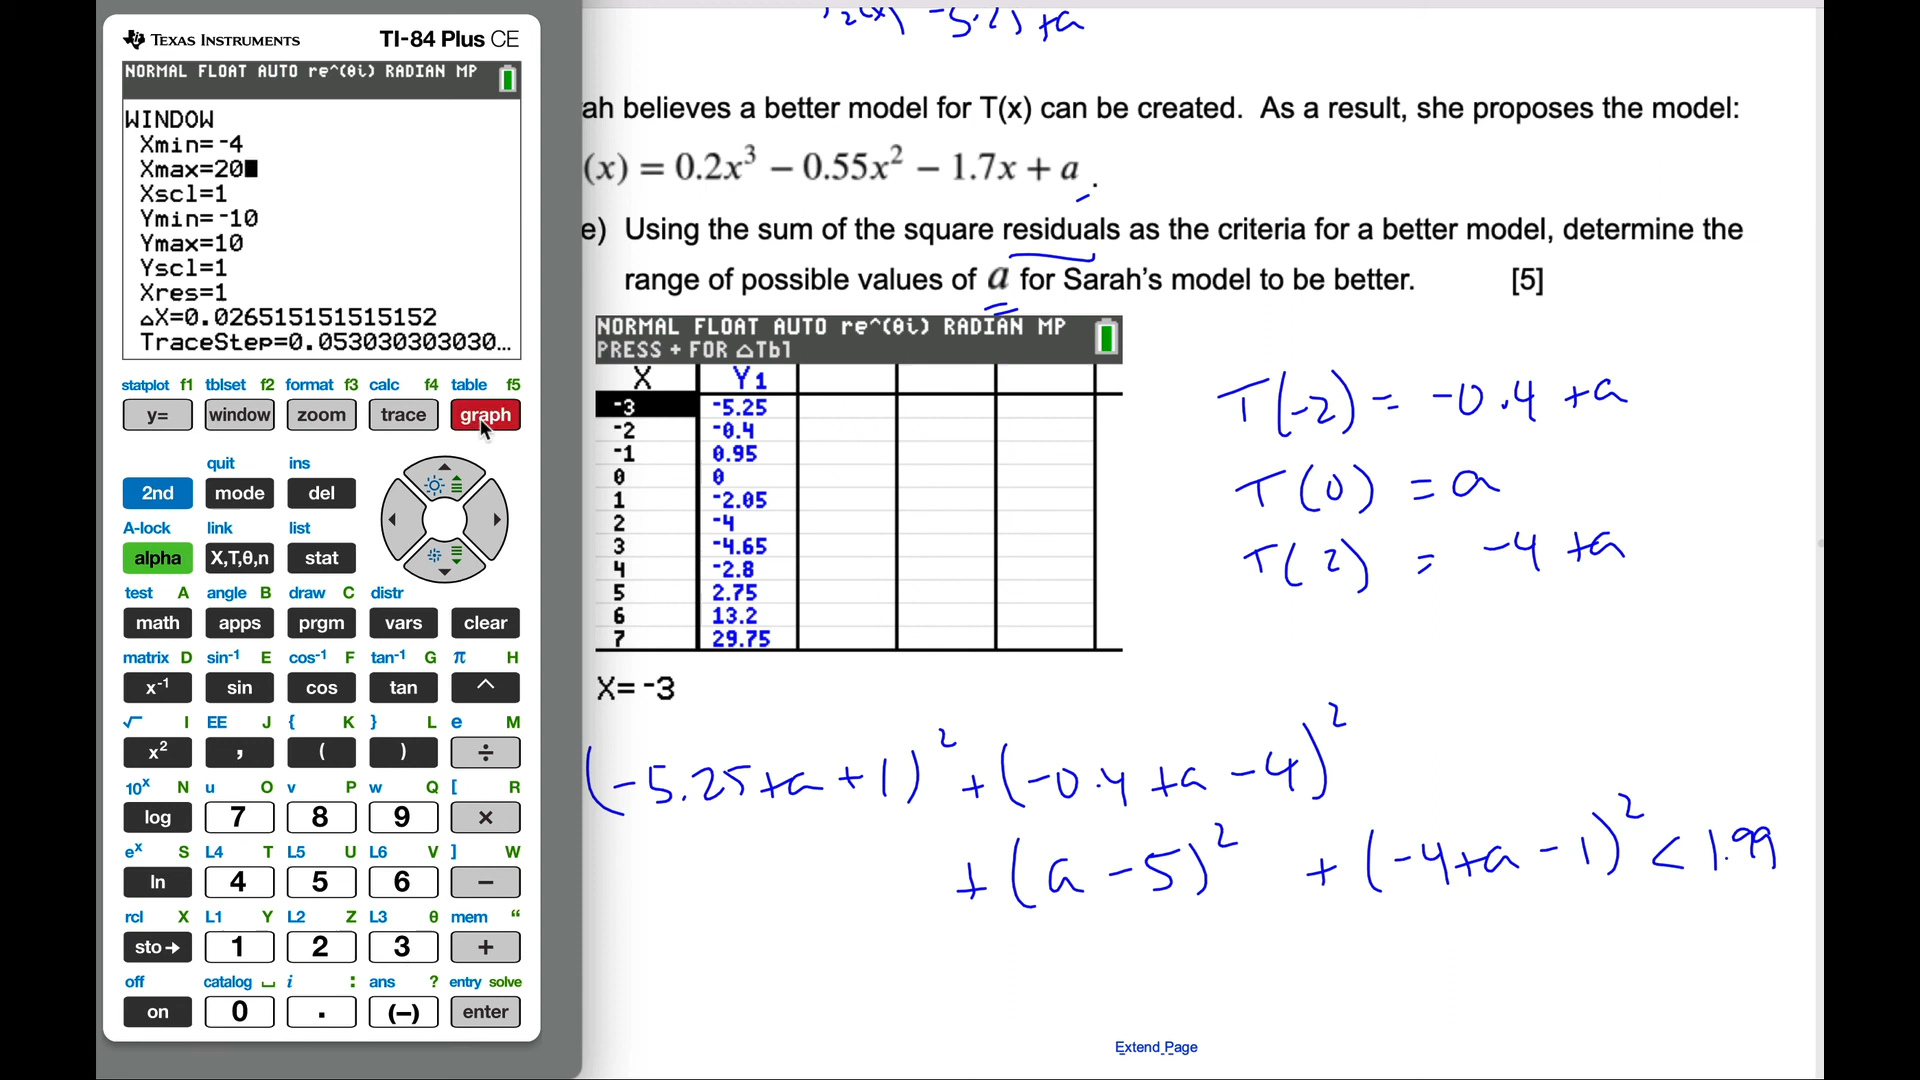 TEXAS INSTRUMENTS TI-84 Plus CE
NORMAL FLOAT AUTO re^(θi) RADIAN MP
WINDOW
Xmin=-4
Xmax=20
Xscl=1
Ymin=-10
Ymax=10
Yscl=1
Xres=1
△X=0.026515151515152
TraceStep=0.053030303030...
statplot f1 tblset f2 format f3 calc f4 table f5
y= window zoom trace graph
quit ins
2nd mode del
A-lock link list
alpha X,T,θ,n stat
test A angle B draw C distr
math apps prgm vars clear
matrix D sin-1 E cos-1 F tan-1 G π H
x-1 sin cos tan ^
√ I EE J { K } L e M
x² , ( ) ÷
10ˣ N u O v P w Q [ R
log 7 8 9 ×
eˣ S L4 T L5 U L6 V ] W
ln 4 5 6 −
rcl X L1 Y L2 Z L3 θ mem “
sto→ 1 2 3 +
off catalog ⎵ i : ans ? entry solve
on 0 . (−) enter
2(x) -5.25 +a
ah believes a better model for T(x) can be created. As a result, she proposes the model:
(x) = 0.2x³ − 0.55x² − 1.7x + a .
e) Using the sum of the square residuals as the criteria for a better model, determine the
range of possible values of a for Sarah's model to be better. [5]
NORMAL FLOAT AUTO re^(θi) RADIAN MP
PRESS + FOR △Tbl
X Y1
-3 -5.25
-2 -0.4
-1 0.95
0 0
1 -2.05
2 -4
3 -4.65
4 -2.8
5 2.75
6 13.2
7 29.75
X= -3
T(-2) = -0.4 +a
T(0) = a
T(2) = -4 +a
(-5.25+a+1)² +(-0.4+a-4)²
+(a-5)² +(-4+a-1)² < 1.99
Extend Page